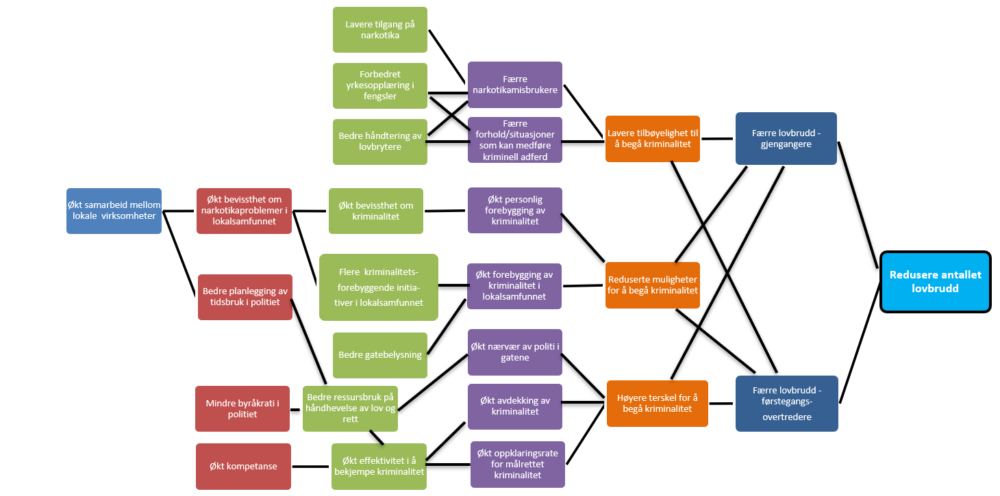 Lavere tilgang på
narkotika
Forbedret
yrkesopplæring i
fengsler
Bedre håndtering av
lovbrytere
Færre
narkotikamisbrukere
Færre
forhold/situasjoner
som kan medføre
kriminell adferd
Lavere tilbøyelighet til
å begå kriminalitet
Færre lovbrudd -
gjengangere
Økt samarbeid mellom
lokale virksomheter
Økt bevissthet om
narkotikaproblemer i
lokalsamfunnet
Økt bevissthet om
kriminalitet
Økt personlig
forebygging av
kriminalitet
Bedre planlegging av
tidsbruk i politiet
Flere kriminalitets-
forebyggende initia-
tiver i lokalsamfunnet
Økt forebygging av
kriminalitet i
lokalsamfunnet
Reduserte muligheter
for å begå kriminalitet
Redusere antallet
lovbrudd
Bedre gatebelysning
Økt nærvær av politi i
gatene
Mindre byråkrati i
politiet
Bedre ressursbruk på
håndhevelse av lov og
rett
Økt avdekking av
kriminalitet
Høyere terskel for å
begå kriminalitet
Færre lovbrudd -
førstegangs-
overtredere
Økt kompetanse
Økt effektivitet i å
bekjempe kriminalitet
Økt oppklaringsrate
for målrettet
kriminalitet